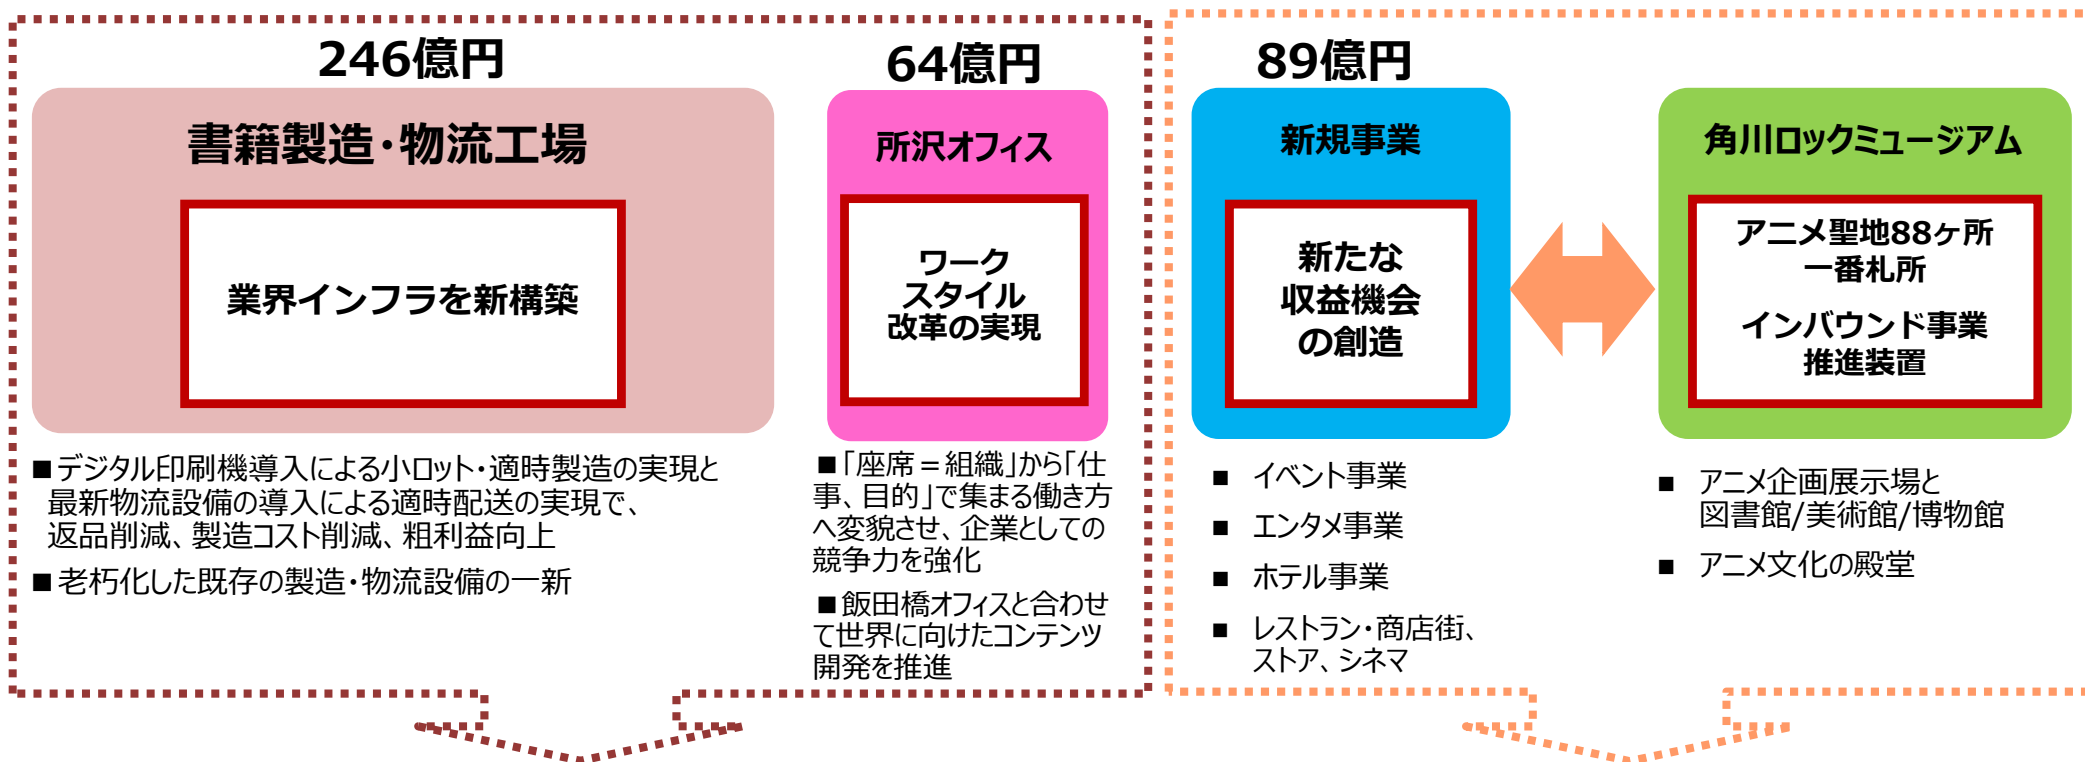 246億円
書籍製造・物流工場
業界インフラを新構築
■デジタル印刷機導入による小ロット・適時製造の実現と
最新物流設備の導入による適時配送の実現で、
返品削減、製造コスト削減、粗利益向上
■老朽化した既存の製造・物流設備の一新
64億円
所沢オフィス
ワーク
スタイル
改革の実現
■「座席=組織」から「仕
事、目的」で集まる働き方
へ変貌させ、企業としての
競争力を強化
■飯田橋オフィスと合わせ
て世界に向けたコンテンツ
開発を推進
89億円
新規事業
新たな
収益機会
の創造
■ イベント事業
■ エンタメ事業
■ ホテル事業
■ レストラン・商店街、
ストア、シネマ
角川ロックミュージアム
アニメ聖地88ヶ所
一番札所
インバウンド事業
推進装置
■ アニメ企画展示場と
図書館/美術館/博物館
■ アニメ文化の殿堂